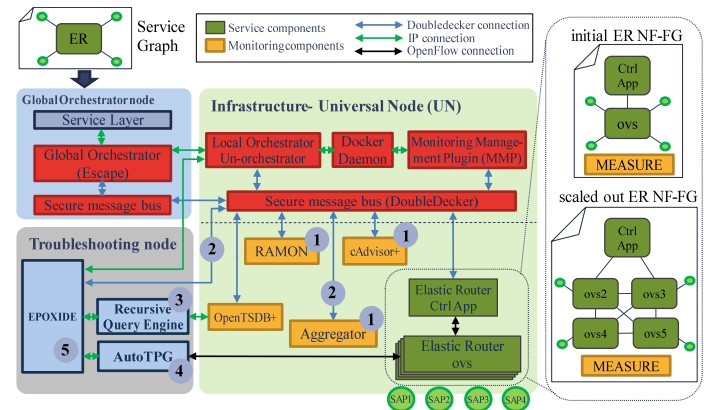 ER
Service
Graph
Service components
Monitoring components
Doubledecker connection
IP connection
OpenFlow connection
Global Orchestrator node
Service Layer
Global Orchestrator
(Escape)
Secure message bus
Infrastructure- Universal Node (UN)
Local Orchestrator
Un-orchestrator
Docker
Daemon
Monitoring Manage-
ment Plugin (MMP)
Secure message bus (DoubleDecker)
RAMON
1
cAdvisor+
1
2
2
OpenTSDB+
Aggregator
1
Elastic Router
Ctrl App
Elastic Router
ovs
SAP1
SAP2
SAP3
SAP4
Troubleshooting node
EPOXIDE
5
Recursive
Query Engine
3
AutoTPG
4
initial ER NF-FG
Ctrl
App
ovs
MEASURE
scaled out ER NF-FG
Ctrl
App
ovs2
ovs3
ovs4
ovs5
MEASURE